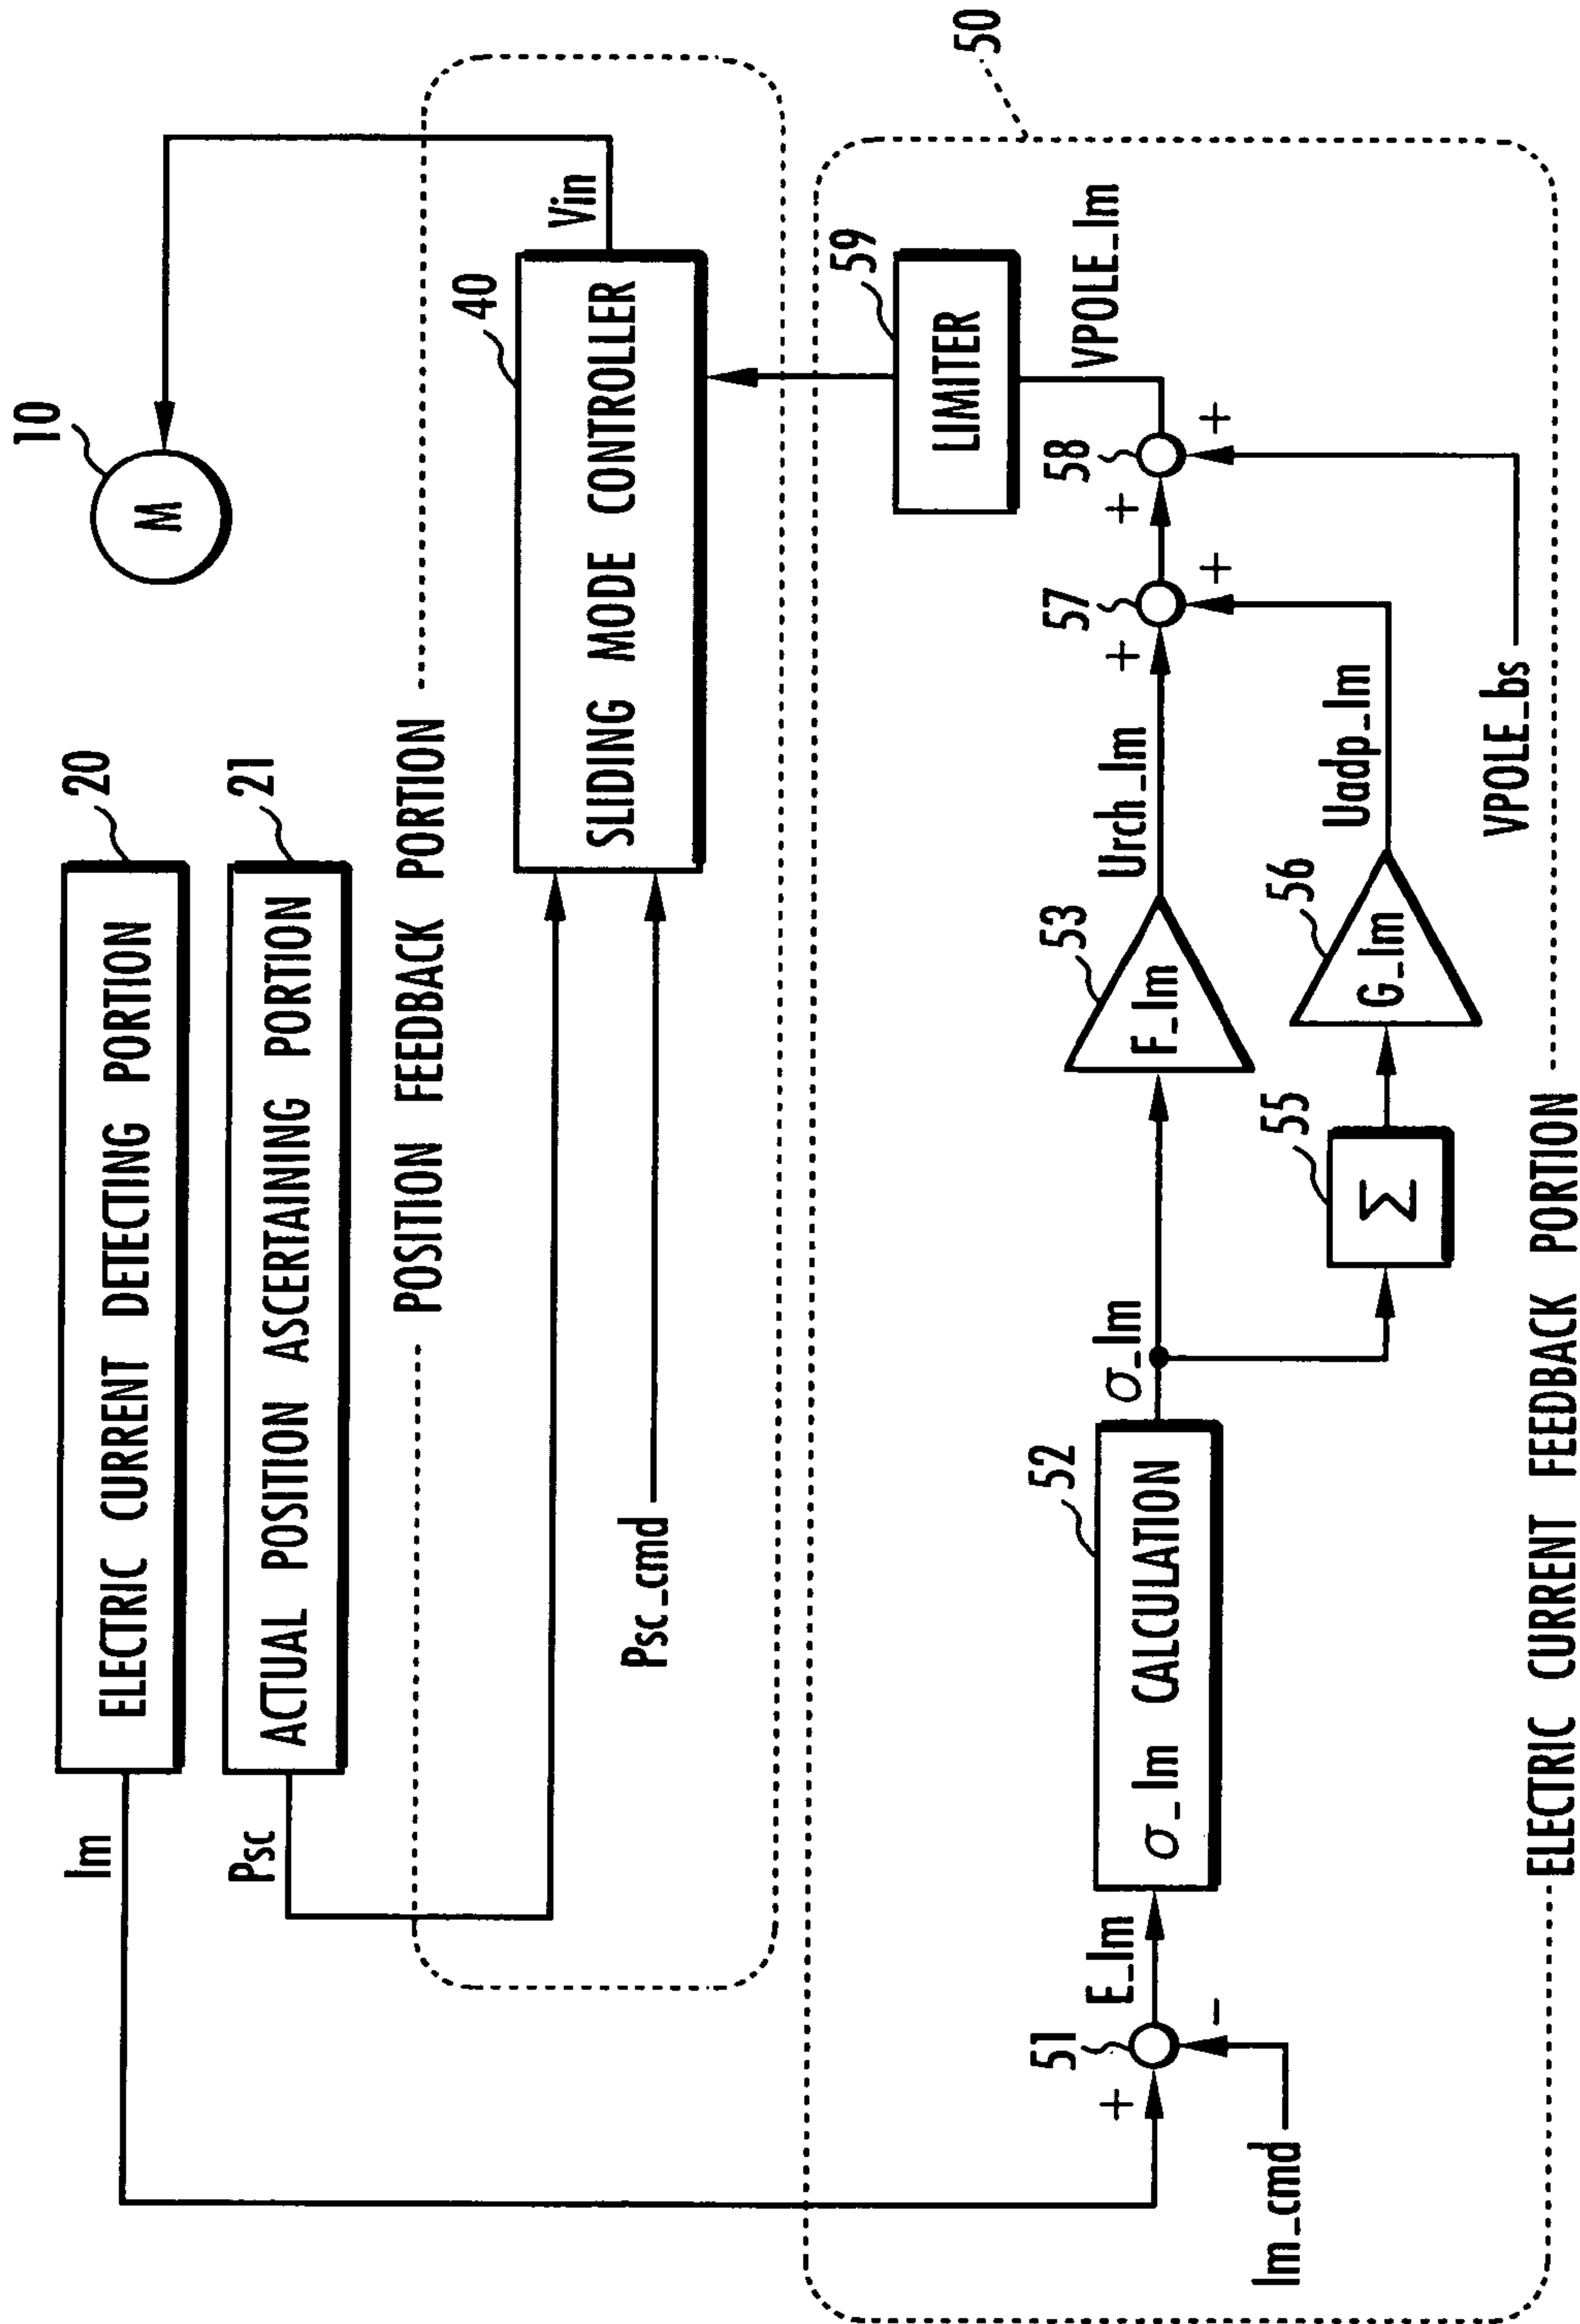 20
ELECTRIC CURRENT DETECTING PORTION
Im
21
ACTUAL POSITION ASCERTAINING PORTION
Psc
10
M
POSITION FEEDBACK PORTION
40
SLIDING MODE CONTROLLER
Vin
Psc_cmd
50
59
LIMITER
VPOLE_Im
51
+
-
E_Im
Im_cmd
52
σ_Im CALCULATION
σ_Im
53
F_Im
Urch_Im
57
+
+
58
+
+
55
Σ
56
G_Im
Uadp_Im
VPOLE_bs
ELECTRIC CURRENT FEEDBACK PORTION